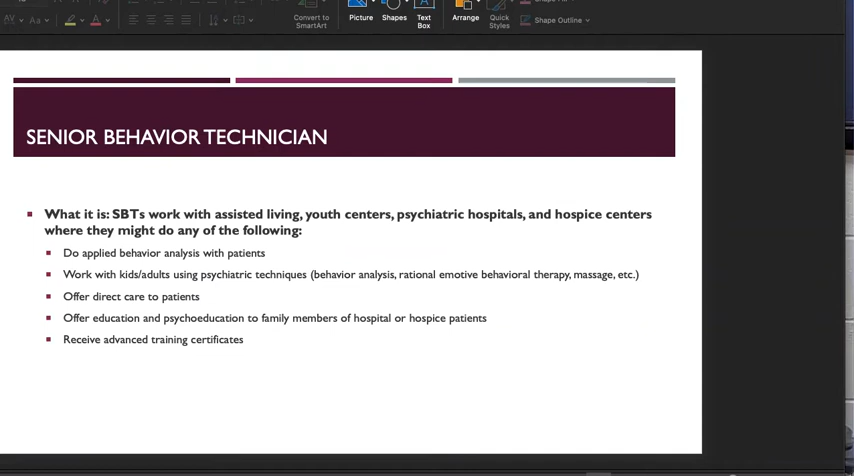 Convert to
SmartArt
Picture
Shapes
Text
Box
Arrange
Quick
Styles
Shape Outline
SENIOR BEHAVIOR TECHNICIAN
What it is: SBTs work with assisted living, youth centers, psychiatric hospitals, and hospice centers
where they might do any of the following:
Do applied behavior analysis with patients
Work with kids/adults using psychiatric techniques (behavior analysis, rational emotive behavioral therapy, massage, etc.)
Offer direct care to patients
Offer education and psychoeducation to family members of hospital or hospice patients
Receive advanced training certificates